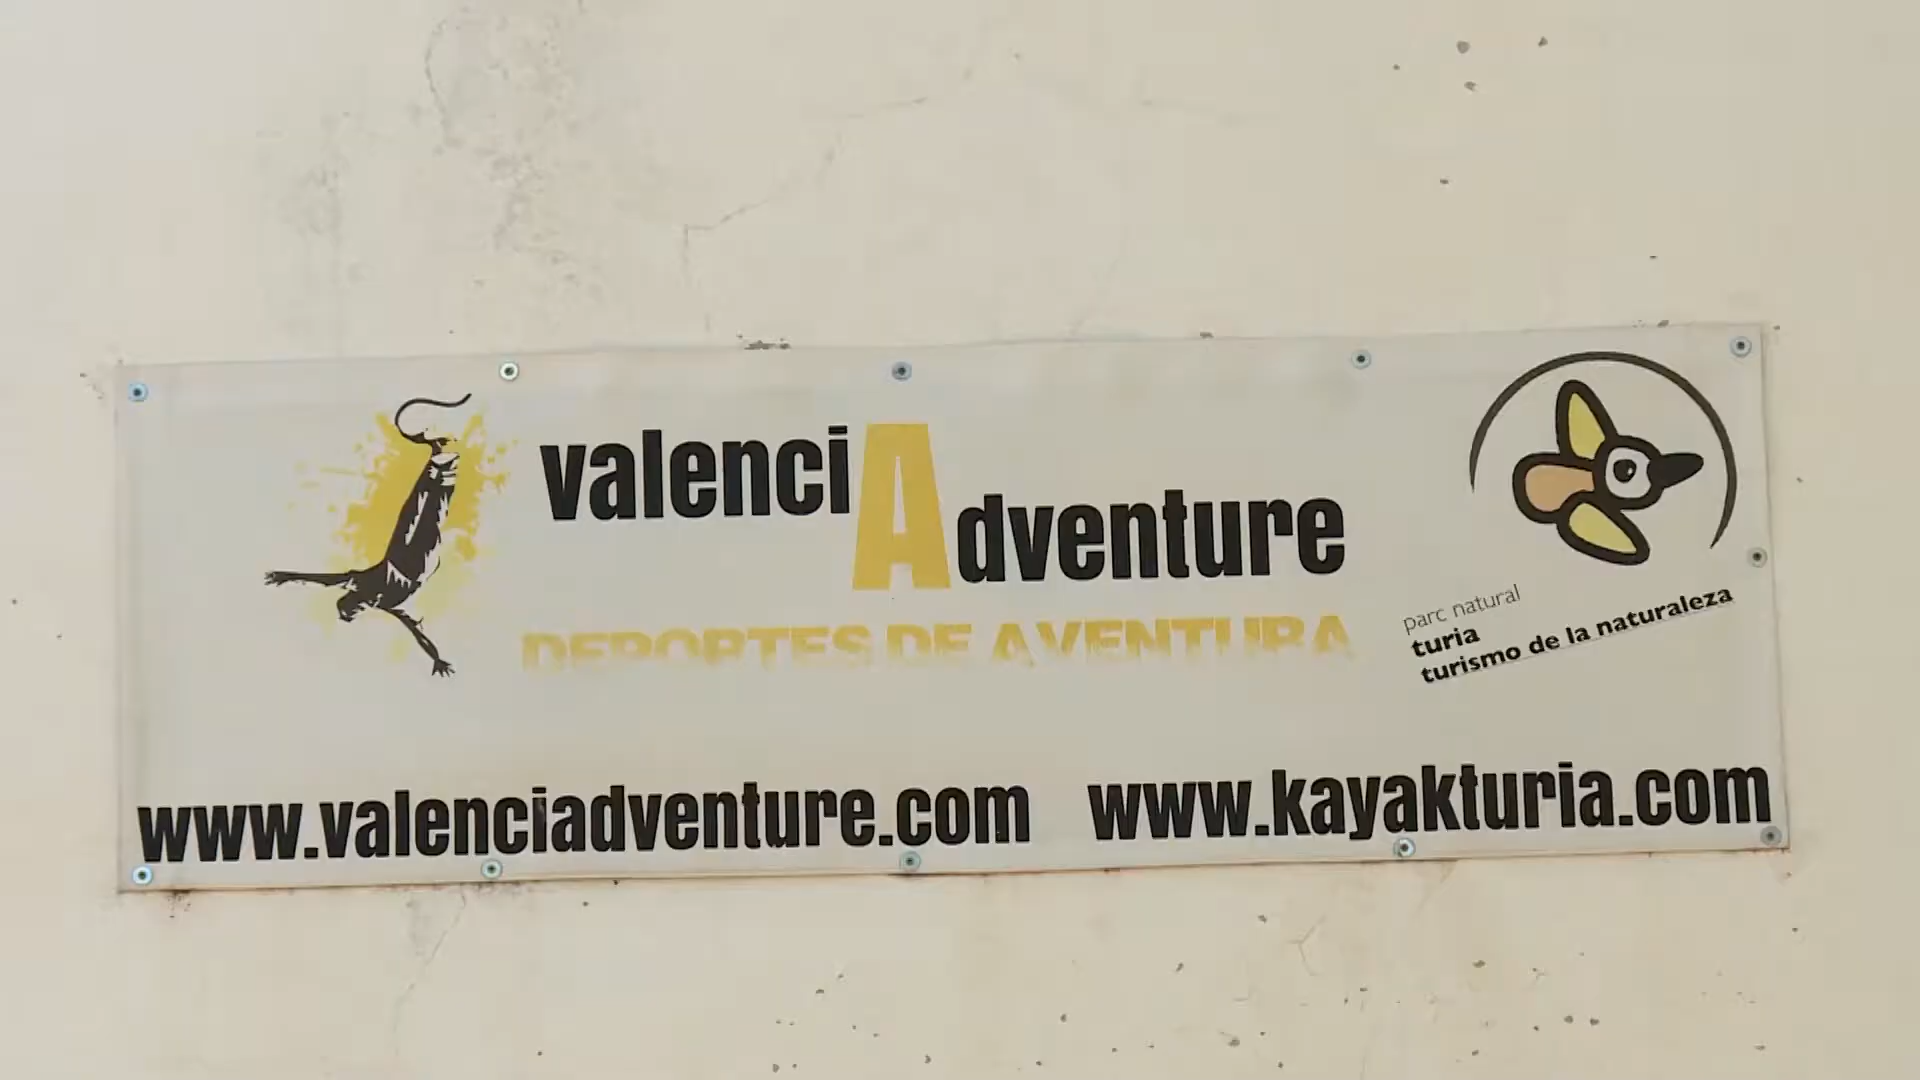 valenciAdventure
DEPORTES DE AVENTURA
parc natural
turia
turismo de la naturaleza
www.valenciadventure.com www.kayakturia.com